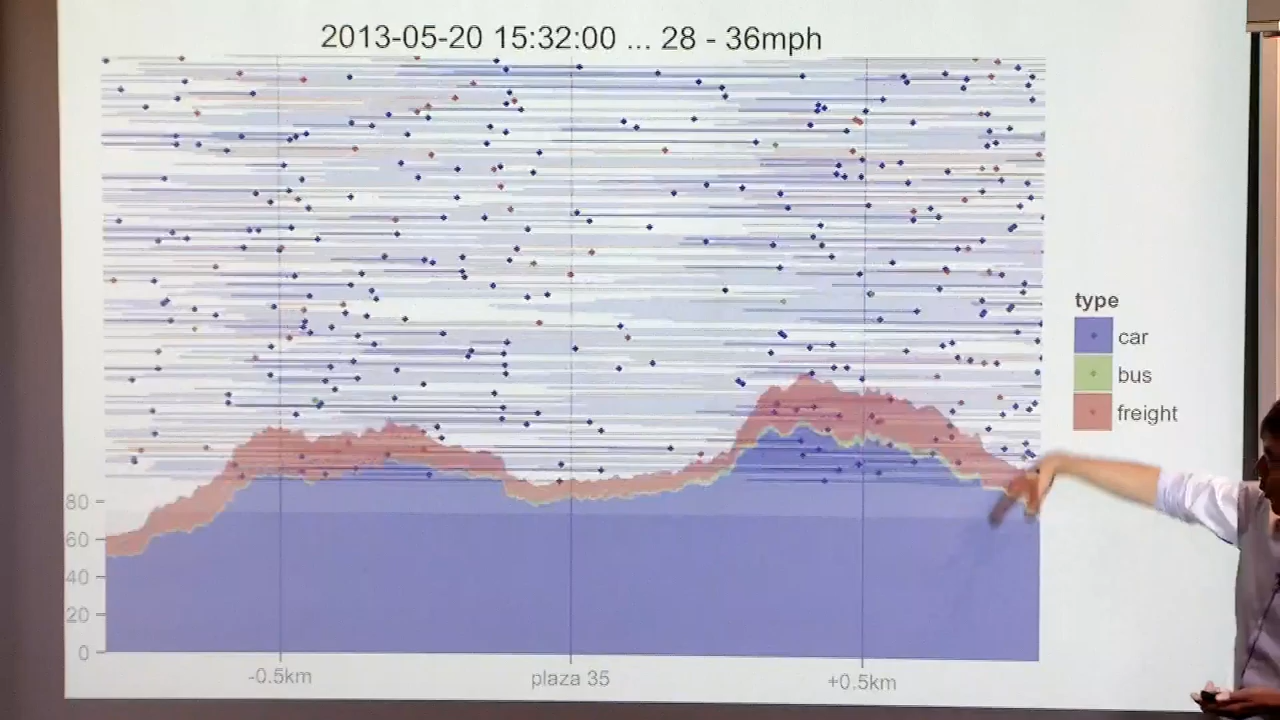 2013-05-20 15:32:00 ... 28 - 36mph
type
car
bus
freight
80
60
40
20
0
-0.5km
plaza 35
+0.5km